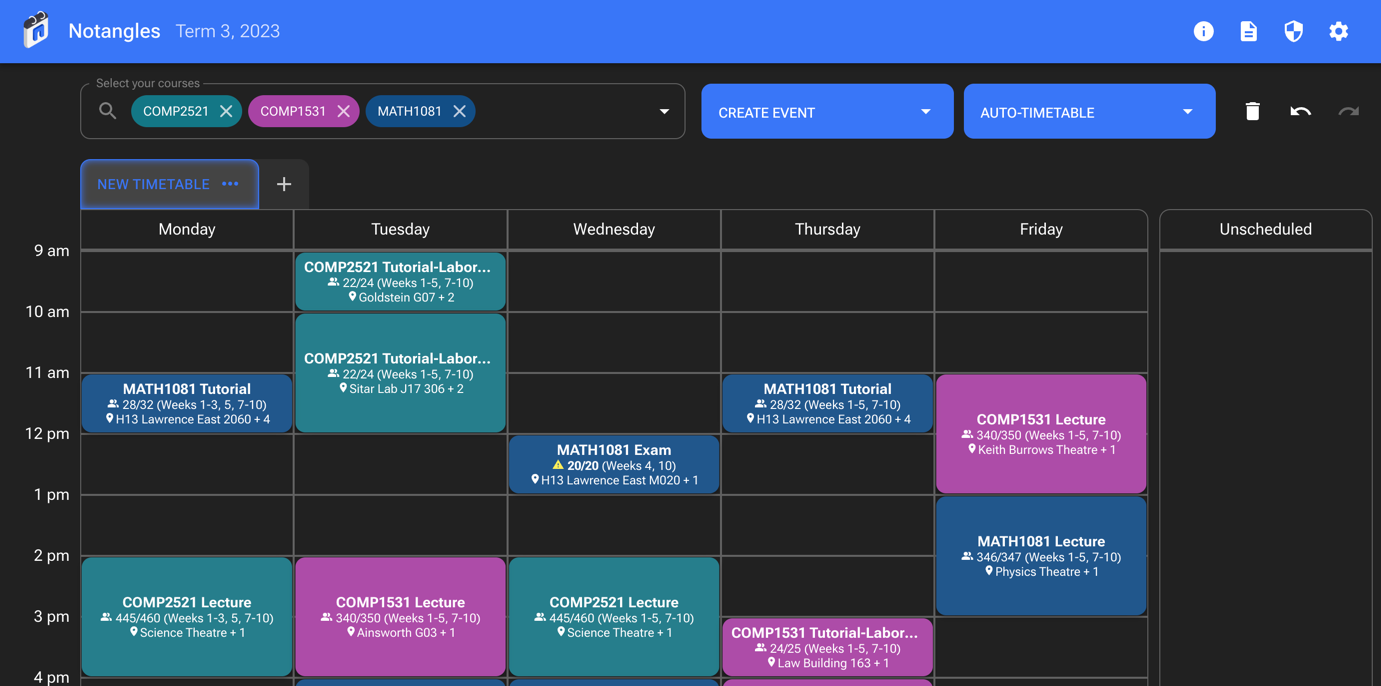 Notangles Term 3, 2023
Select your courses
COMP2521 COMP1531 MATH1081
CREATE EVENT
AUTO-TIMETABLE
NEW TIMETABLE
Monday Tuesday Wednesday Thursday Friday Unscheduled
9 am
COMP2521 Tutorial-Labor...
22/24 (Weeks 1-5, 7-10)
Goldstein G07 + 2
10 am
COMP2521 Tutorial-Labor...
22/24 (Weeks 1-5, 7-10)
Sitar Lab J17 306 + 2
11 am
MATH1081 Tutorial
28/32 (Weeks 1-3, 5, 7-10)
H13 Lawrence East 2060 + 4
MATH1081 Tutorial
28/32 (Weeks 1-5, 7-10)
H13 Lawrence East 2060 + 4
COMP1531 Lecture
340/350 (Weeks 1-5, 7-10)
Keith Burrows Theatre + 1
12 pm
MATH1081 Exam
20/20 (Weeks 4, 10)
H13 Lawrence East M020 + 1
1 pm
MATH1081 Lecture
346/347 (Weeks 1-5, 7-10)
Physics Theatre + 1
2 pm
COMP2521 Lecture
445/460 (Weeks 1-3, 5, 7-10)
Science Theatre + 1
COMP1531 Lecture
340/350 (Weeks 1-5, 7-10)
Ainsworth G03 + 1
COMP2521 Lecture
445/460 (Weeks 1-5, 7-10)
Science Theatre + 1
3 pm
COMP1531 Tutorial-Labor...
24/25 (Weeks 1-5, 7-10)
Law Building 163 + 1
4 pm